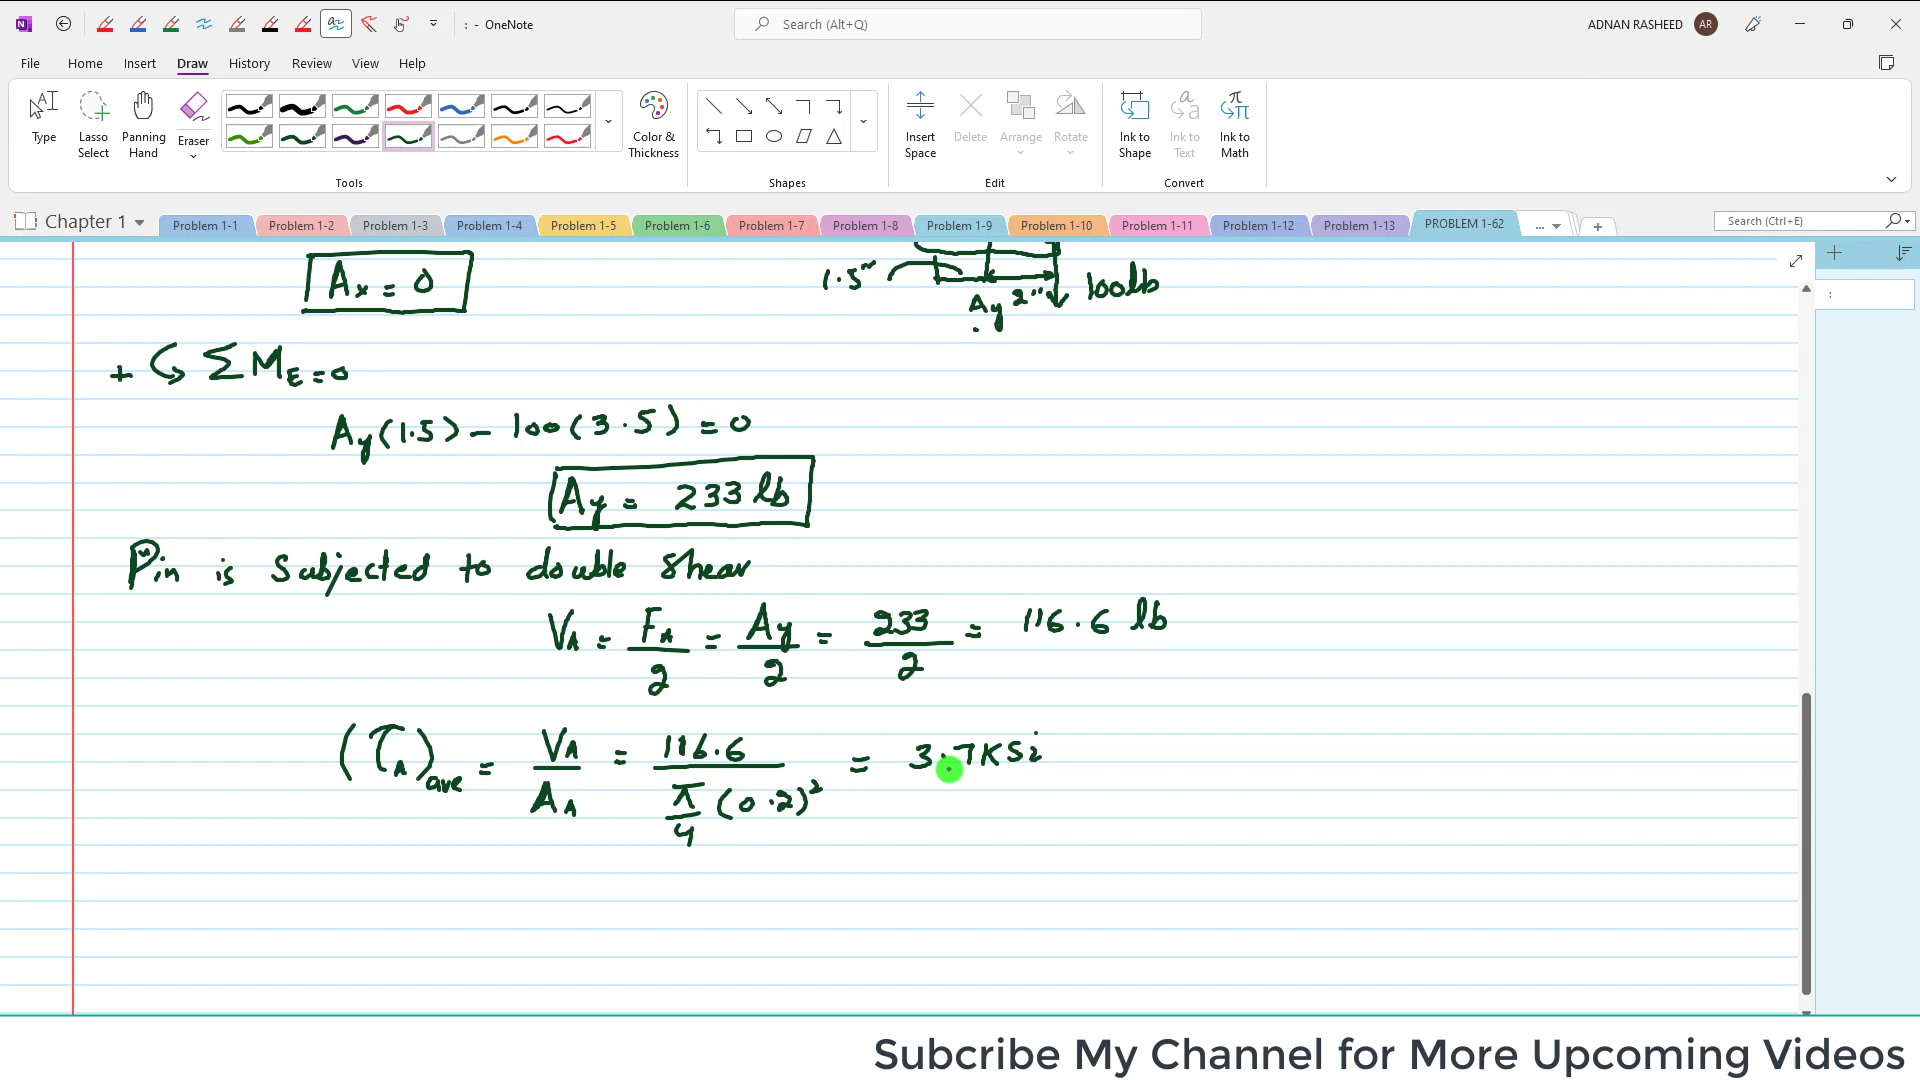 : - OneNote
Search (Alt+Q)
ADNAN RASHEED
AR
File Home Insert Draw History Review View Help
Type
Lasso Select
Panning Hand
Eraser
Color & Thickness
Insert Space
Delete
Arrange
Rotate
Ink to Shape
Ink to Text
Ink to Math
Tools
Shapes
Edit
Convert
Chapter 1
Problem 1-1 Problem 1-2 Problem 1-3 Problem 1-4 Problem 1-5 Problem 1-6 Problem 1-7 Problem 1-8 Problem 1-9 Problem 1-10 Problem 1-11 Problem 1-12 Problem 1-13 PROBLEM 1-62 ...
Search (Ctrl+E)
:
Ax = 0
1.5" Ay 2" 100lb
+ ΣM_E = 0
Ay(1.5) - 100(3.5) = 0
Ay = 233 lb
Pin is Subjected to double Shear
V_A = F_A/2 = Ay/2 = 233/2 = 116.6 lb
(τ_A)ave = V_A/A_A = 116.6/(π/4 (0.2)²) = 3.7KSi
Subcribe My Channel for More Upcoming Videos